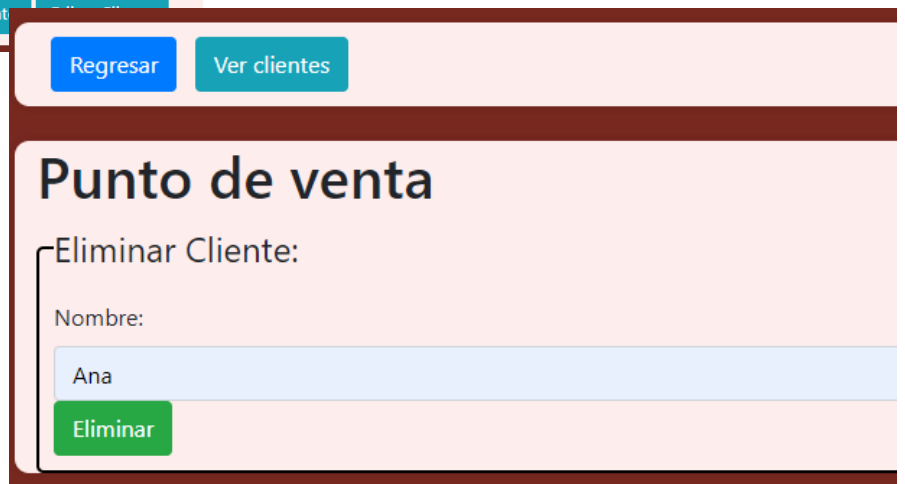 Regresar Ver clientes
Punto de venta
Eliminar Cliente:
Nombre:
Ana
Eliminar